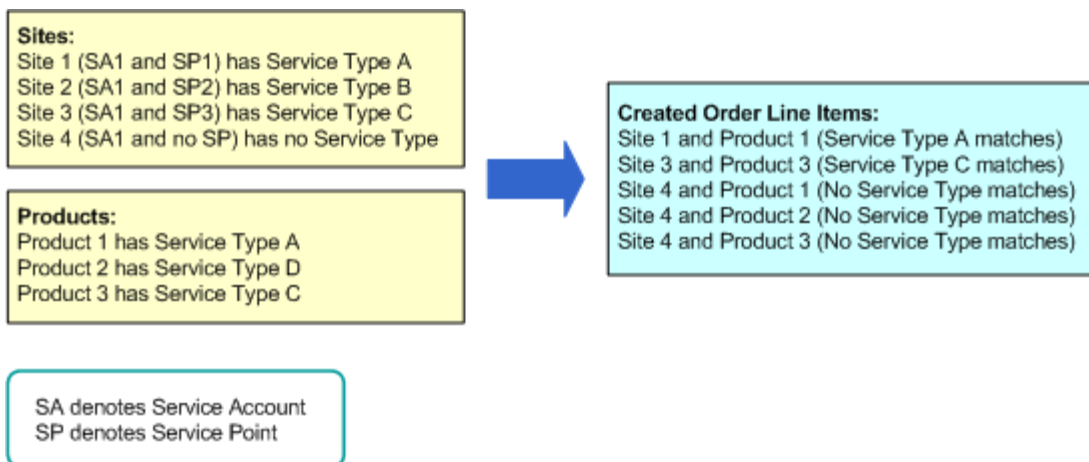 Sites:
Site 1 (SA1 and SP1) has Service Type A
Site 2 (SA1 and SP2) has Service Type B
Site 3 (SA1 and SP3) has Service Type C
Site 4 (SA1 and no SP) has no Service Type
Products:
Product 1 has Service Type A
Product 2 has Service Type D
Product 3 has Service Type C
Created Order Line Items:
Site 1 and Product 1 (Service Type A matches)
Site 3 and Product 3 (Service Type C matches)
Site 4 and Product 1 (No Service Type matches)
Site 4 and Product 2 (No Service Type matches)
Site 4 and Product 3 (No Service Type matches)
SA denotes Service Account
SP denotes Service Point